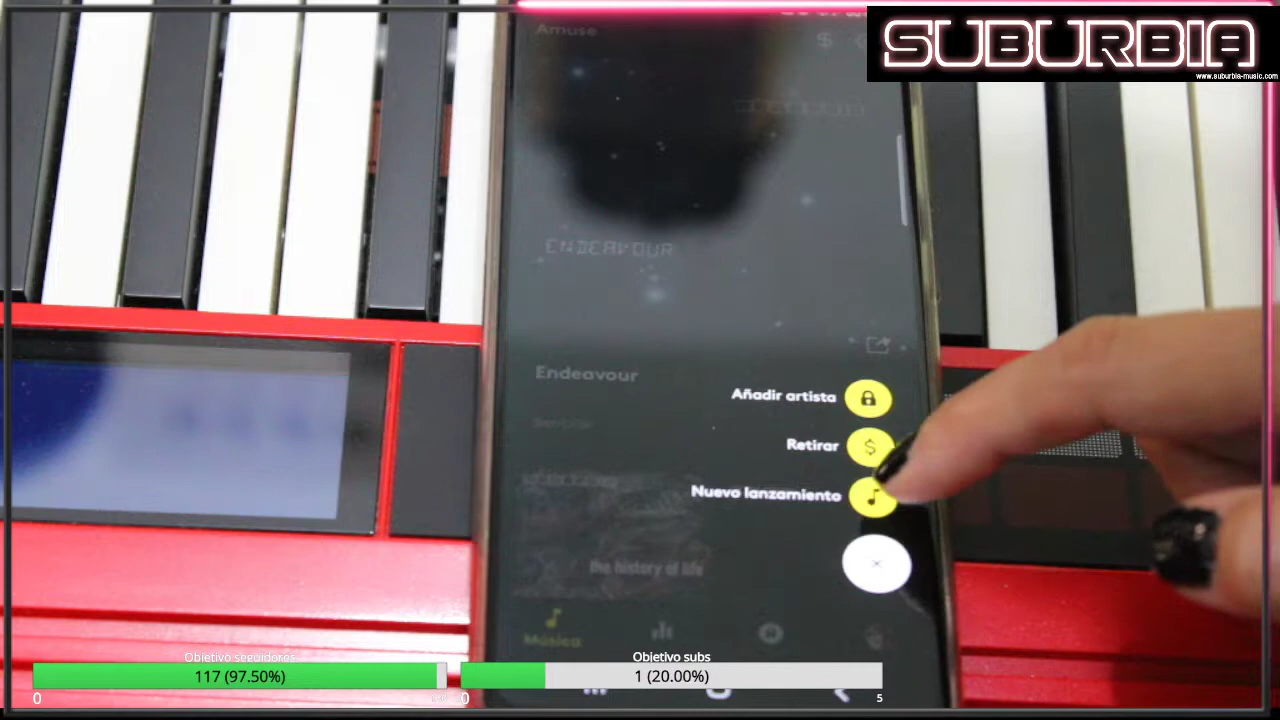 SUBURBIA
www.suburbia-music.com
Amuse
ENDEAVOUR
Endeavour
Añadir artista
Retirar
Nuevo lanzamiento
the history of life
Música
Objetivo seguidores
117 (97.50%)
0
Objetivo subs
1 (20.00%)
0
5